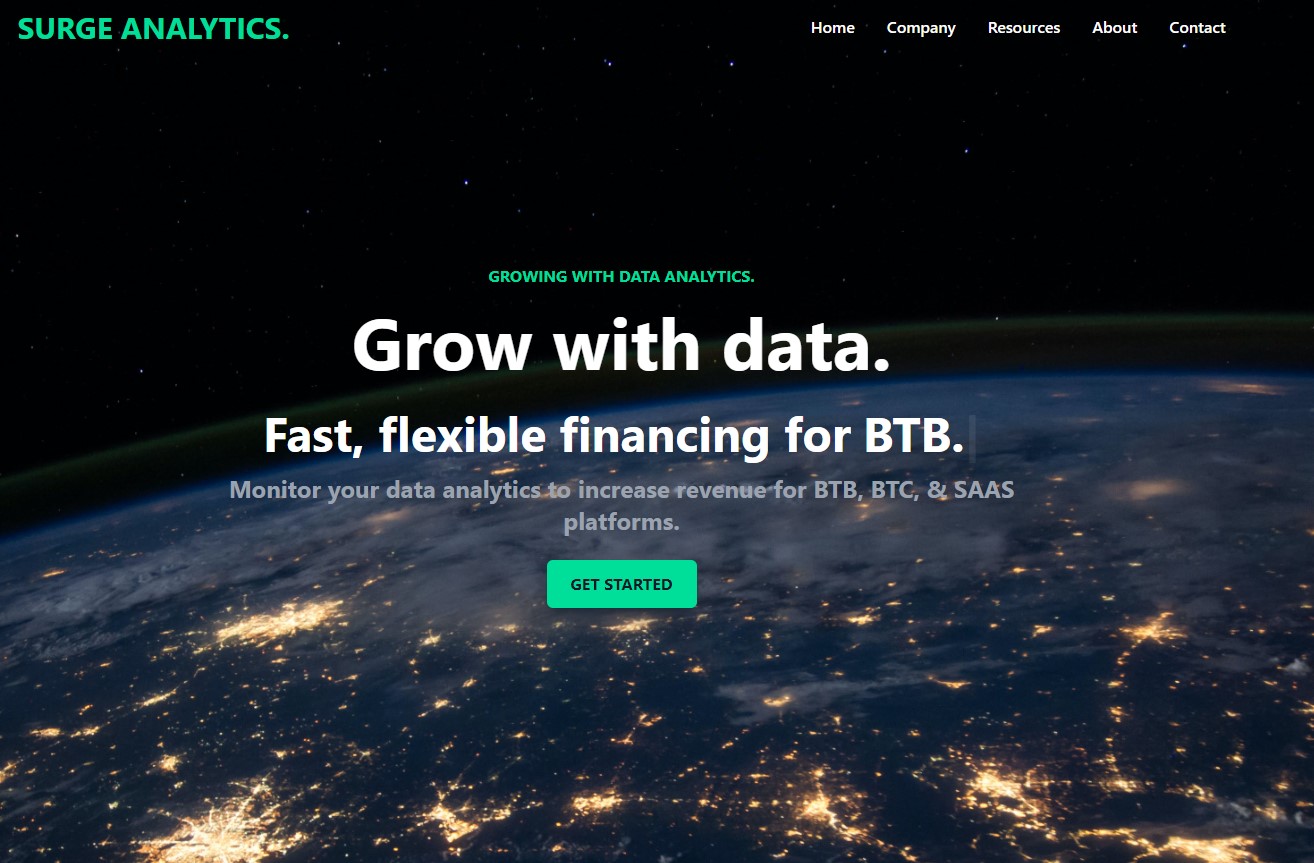 SURGE ANALYTICS.
Home Company Resources About Contact
GROWING WITH DATA ANALYTICS.
Grow with data.
Fast, flexible financing for BTB.
Monitor your data analytics to increase revenue for BTB, BTC, & SAAS
platforms.
GET STARTED